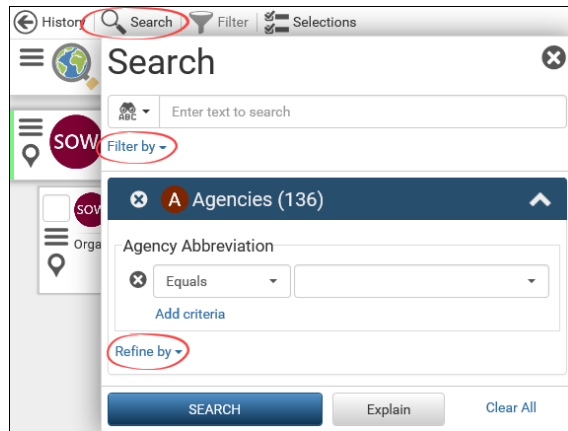 History Search Filter Selections
Search
ABC Enter text to search
SOW
Filter by
A Agencies (136)
SOW
Orga
Agency Abbreviation
Equals
Add criteria
Refine by
SEARCH Explain Clear All